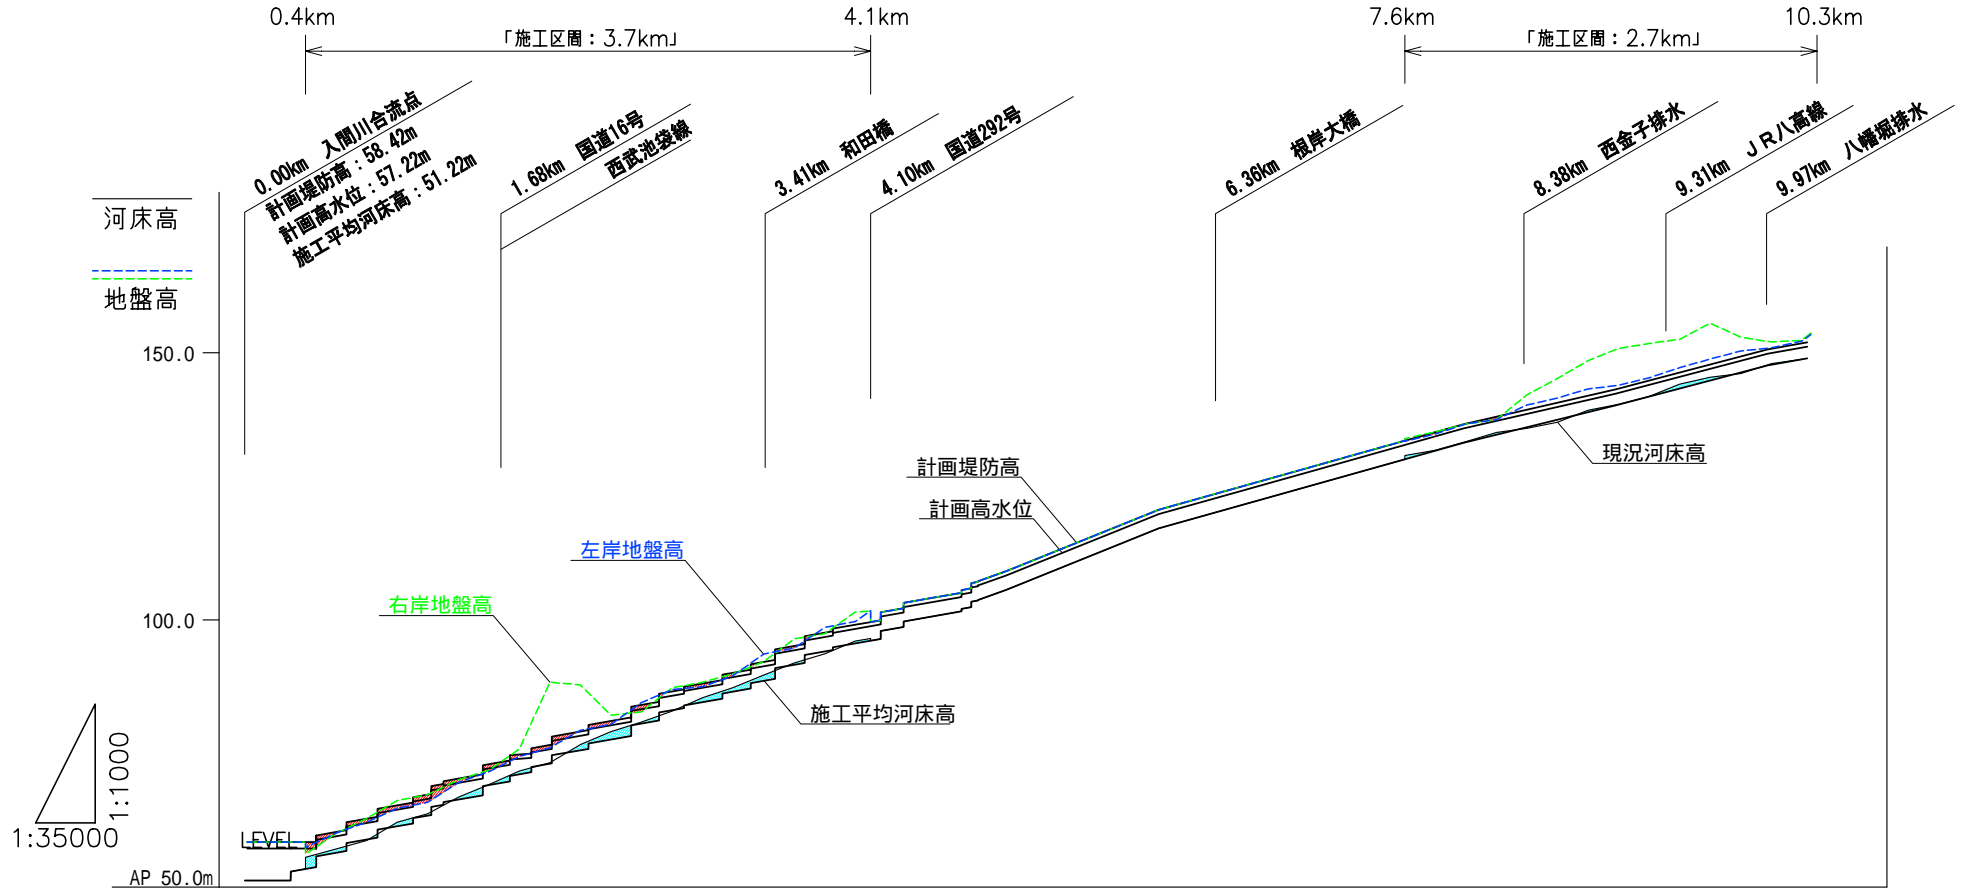 0.4km
4.1km
7.6km
10.3km
「施工区間：3.7km」
「施工区間：2.7km」
0.00km 入間川合流点
計画堤防高：58.42m
計画高水位：57.22m
施工平均河床高：51.22m
1.68km 国道16号
西武池袋線
3.41km 和田橋
4.10km 国道292号
6.36km 根岸大橋
8.38km 西金子排水
9.31km ＪＲ八高線
9.97km 八幡堀排水
河床高
地盤高
150.0
現況河床高
計画堤防高
計画高水位
左岸地盤高
右岸地盤高
100.0
施工平均河床高
1:1000
1:35000
LEVEL
AP 50.0m